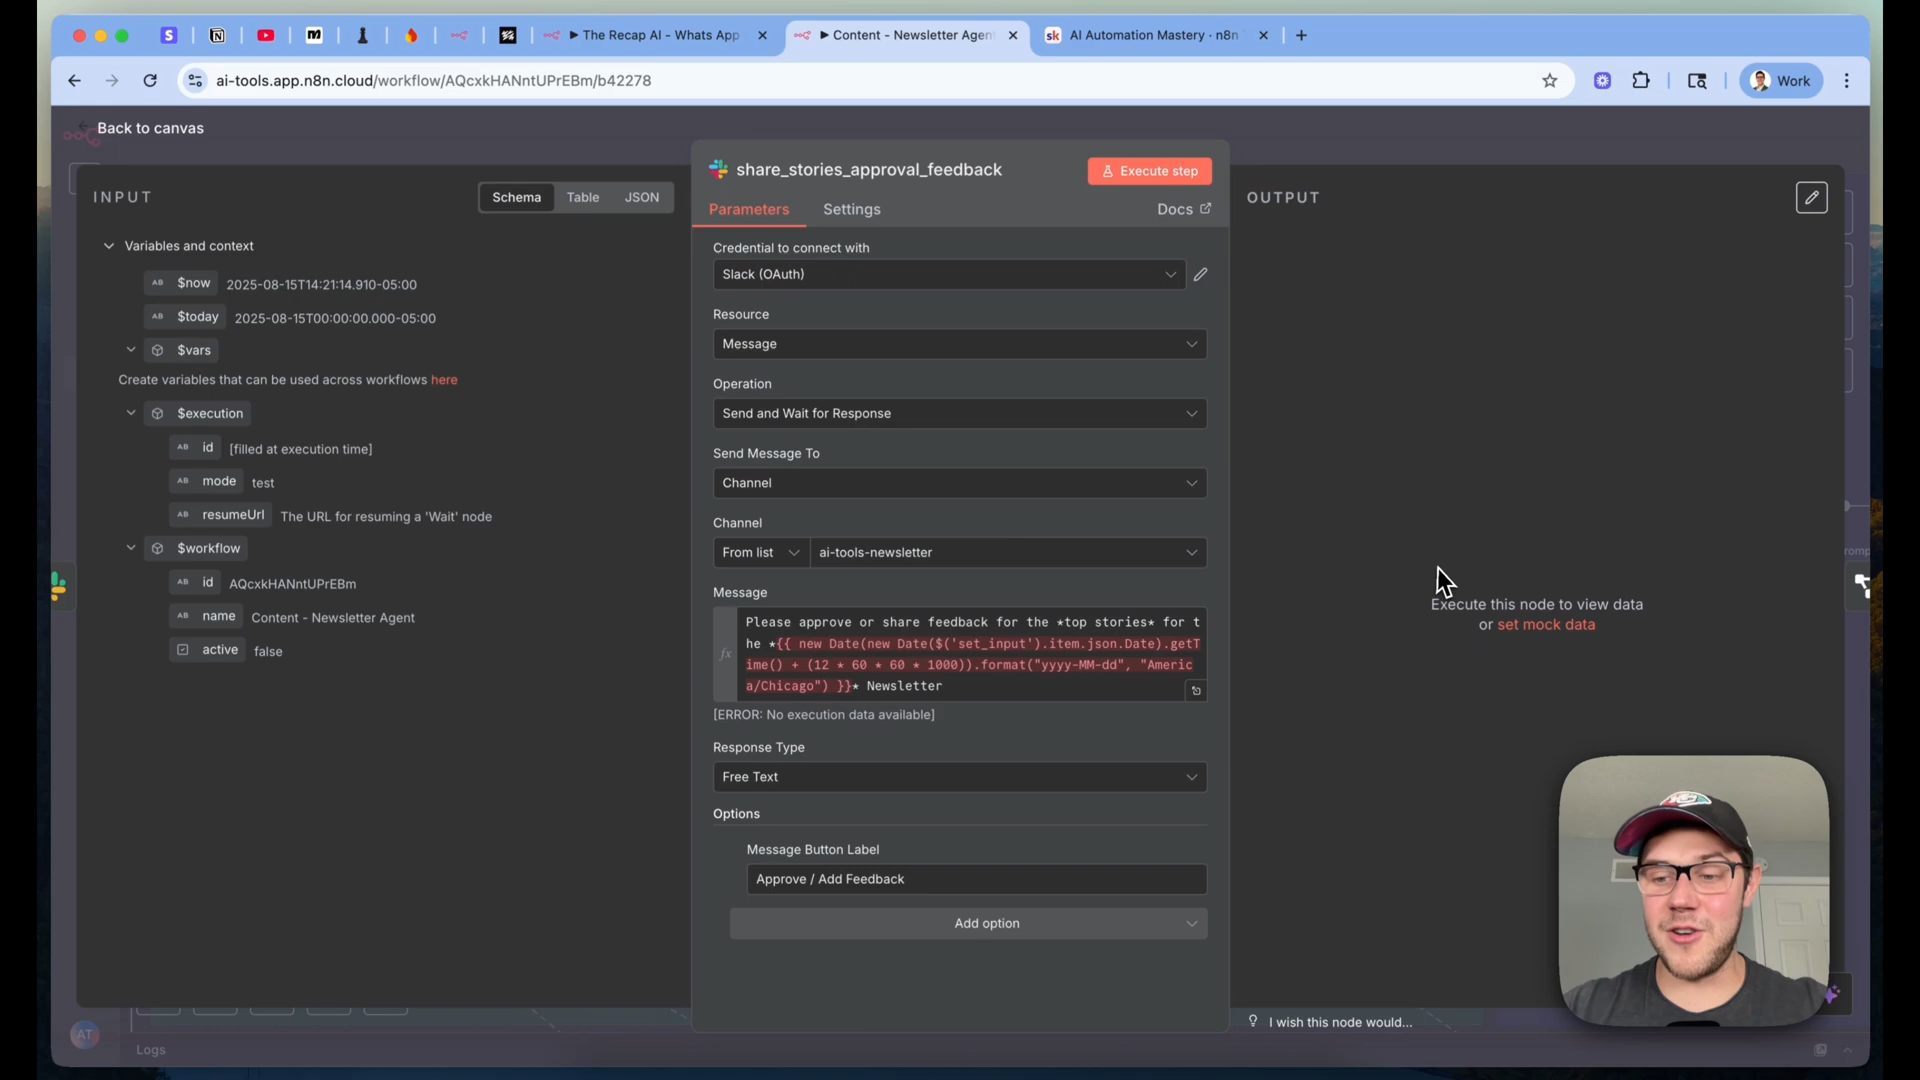 The Recap AI - Whats App
Content - Newsletter Agen
AI Automation Mastery · n8n
ai-tools.app.n8n.cloud/workflow/AQcxkHANntUPrEBm/b42278
Work
Back to canvas
INPUT
Schema
Table
JSON
Variables and context
$now 2025-08-15T14:21:14.910-05:00
$today 2025-08-15T00:00:00.000-05:00
$vars
Create variables that can be used across workflows here
$execution
id [filled at execution time]
mode test
resumeUrl The URL for resuming a 'Wait' node
$workflow
id AQcxkHANntUPrEBm
name Content - Newsletter Agent
active false
share_stories_approval_feedback
Execute step
Parameters
Settings
Docs
Credential to connect with
Slack (OAuth)
Resource
Message
Operation
Send and Wait for Response
Send Message To
Channel
Channel
From list
ai-tools-newsletter
Message
fx
Please approve or share feedback for the *top stories* for t
he *{{ new Date(new Date($('set_input').item.json.Date).getT
ime() + (12 * 60 * 60 * 1000)).format("yyyy-MM-dd", "Americ
a/Chicago") }}* Newsletter
[ERROR: No execution data available]
Response Type
Free Text
Options
Message Button Label
Approve / Add Feedback
Add option
OUTPUT
Execute this node to view data
or set mock data
I wish this node would...
AT
Logs